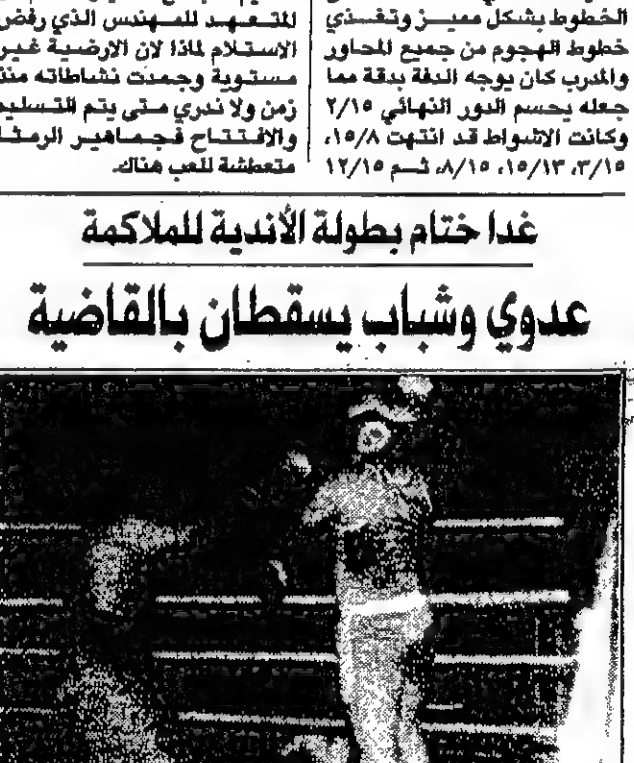 الخطوط بشكل مميز وتغذي
خطوط الهجوم من جميع المحاور
والمدرب كان يوجه الدفة بدقة مما
جعله يحسم الدور النهائي ٢/١٥
وكانت الاشواط قد انتهت ١٥/٨،
٣/١٥، ١٥/١٣، ٨/١٥، ثم ١٢/١٥
للمتعهد للمهندس الذي رفض
الاستلام لماذا لان الارضية غير
مستوية وجمدت نشاطاته منذ
زمن ولا ندري متى يتم التسليم
والافتتاح فجماهير الرمثا
متعطشة للعب هناك.
غدا ختام بطولة الأندية للملاكمة
عدوي وشباب يسقطان بالقاضية